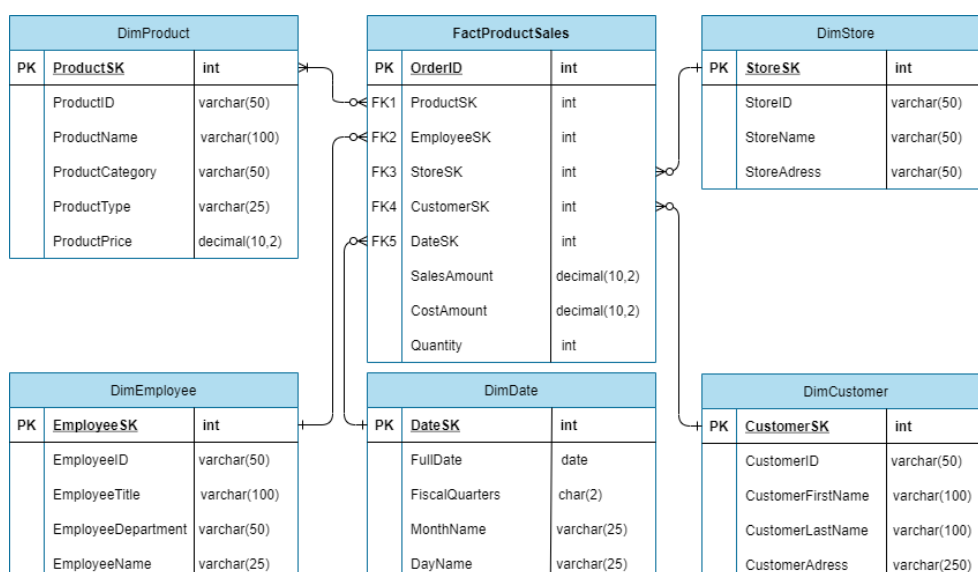 DimProduct
PK ProductSK int
ProductID varchar(50)
ProductName varchar(100)
ProductCategory varchar(50)
ProductType varchar(25)
ProductPrice decimal(10,2)
FactProductSales
PK OrderID int
FK1 ProductSK int
FK2 EmployeeSK int
FK3 StoreSK int
FK4 CustomerSK int
FK5 DateSK int
SalesAmount decimal(10,2)
CostAmount decimal(10,2)
Quantity int
DimStore
PK StoreSK int
StoreID varchar(50)
StoreName varchar(50)
StoreAdress varchar(50)
DimEmployee
PK EmployeeSK int
EmployeeID varchar(50)
EmployeeTitle varchar(100)
EmployeeDepartment varchar(50)
EmployeeName varchar(25)
DimDate
PK DateSK int
FullDate date
FiscalQuarters char(2)
MonthName varchar(25)
DayName varchar(25)
DimCustomer
PK CustomerSK int
CustomerID varchar(50)
CustomerFirstName varchar(100)
CustomerLastName varchar(100)
CustomerAdress varchar(250)